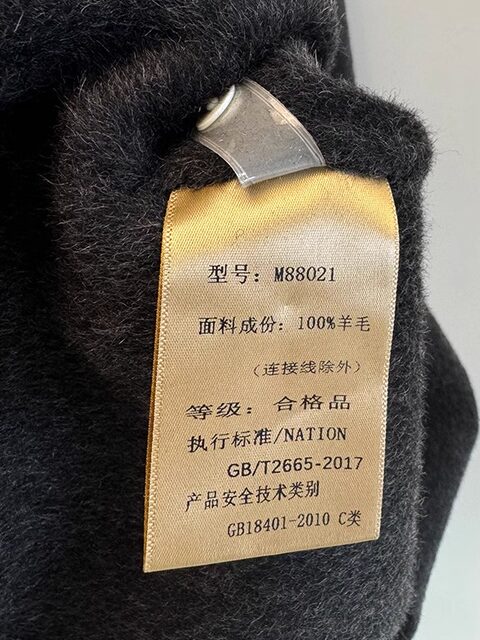 型号：M88021
面料成份：100%羊毛
（连接线除外）
等级：合格品
执行标准/NATION
GB/T2665-2017
产品安全技术类别
GB18401-2010 C类